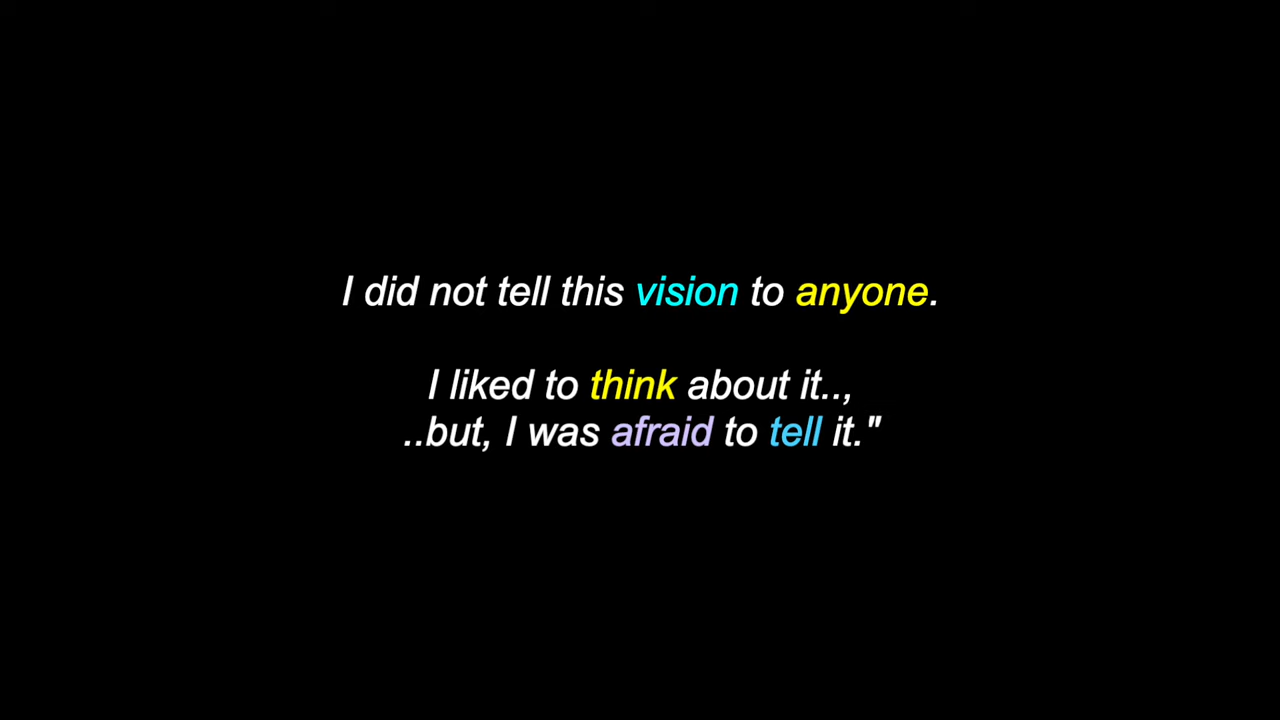 I did not tell this vision to anyone.
I liked to think about it..,
..but, I was afraid to tell it."